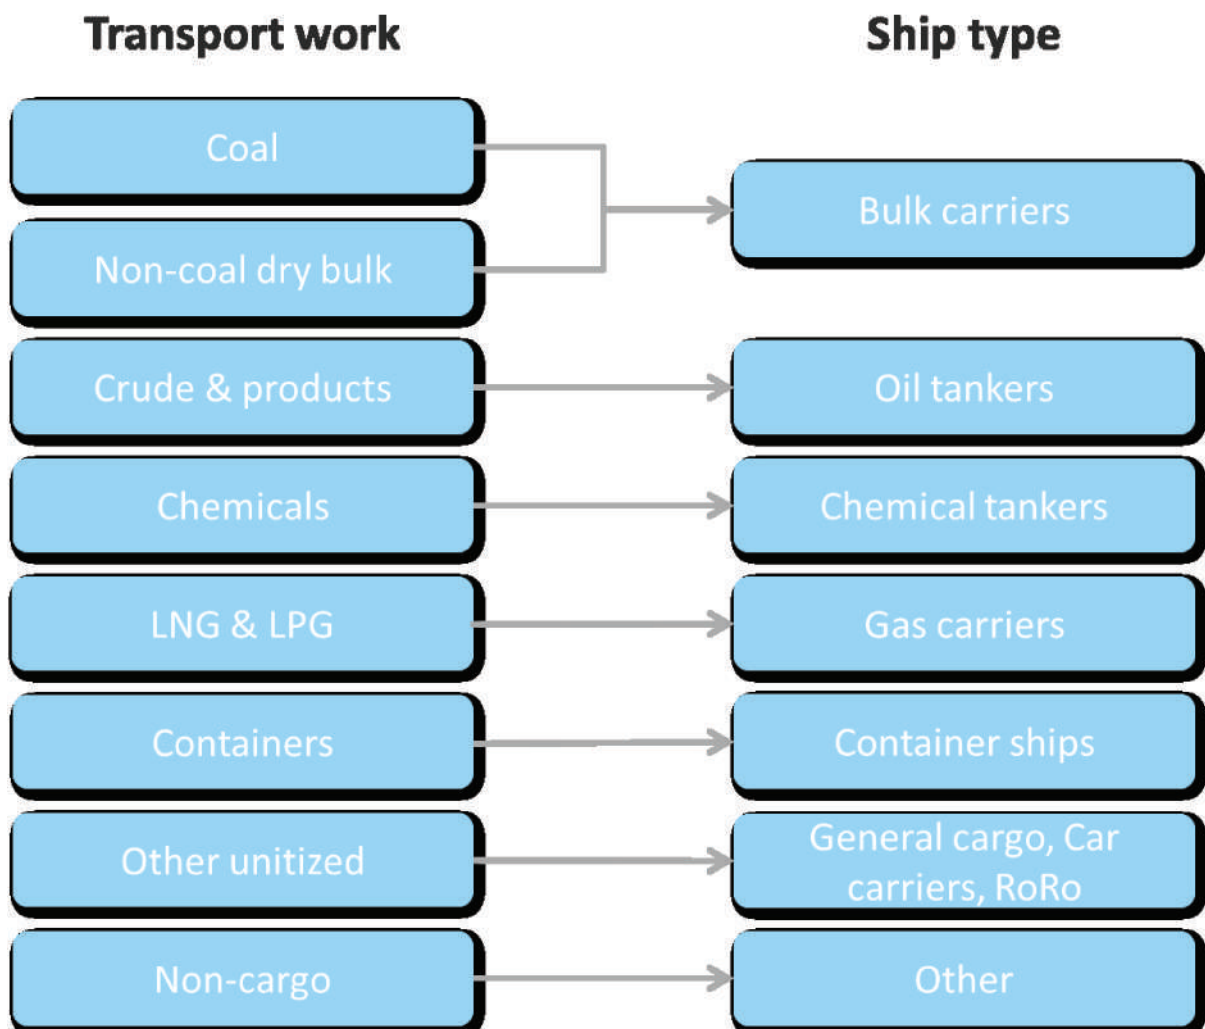 Transport work
Ship type
Coal
Non-coal dry bulk
Bulk carriers
Crude & products
Oil tankers
Chemicals
Chemical tankers
LNG & LPG
Gas carriers
Containers
Container ships
Other unitized
General cargo, Car
carriers, RoRo
Non-cargo
Other